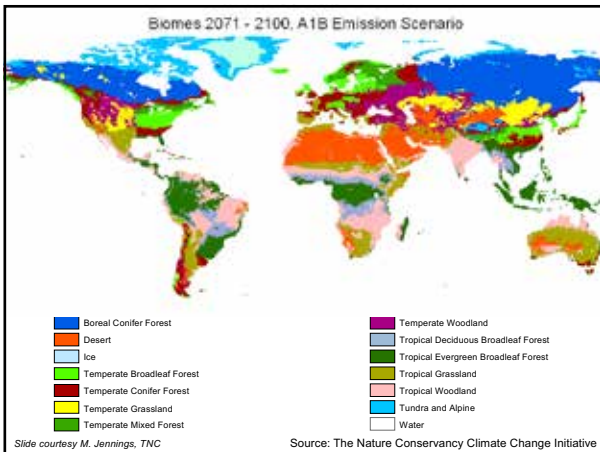 Biomes 2071 - 2100, A1B Emission Scenario
Boreal Conifer Forest
Desert
Ice
Temperate Broadleaf Forest
Temperate Conifer Forest
Temperate Grassland
Temperate Mixed Forest
Temperate Woodland
Tropical Deciduous Broadleaf Forest
Tropical Evergreen Broadleaf Forest
Tropical Grassland
Tropical Woodland
Tundra and Alpine
Water
Slide courtesy M. Jennings, TNC
Source: The Nature Conservancy Climate Change Initiative